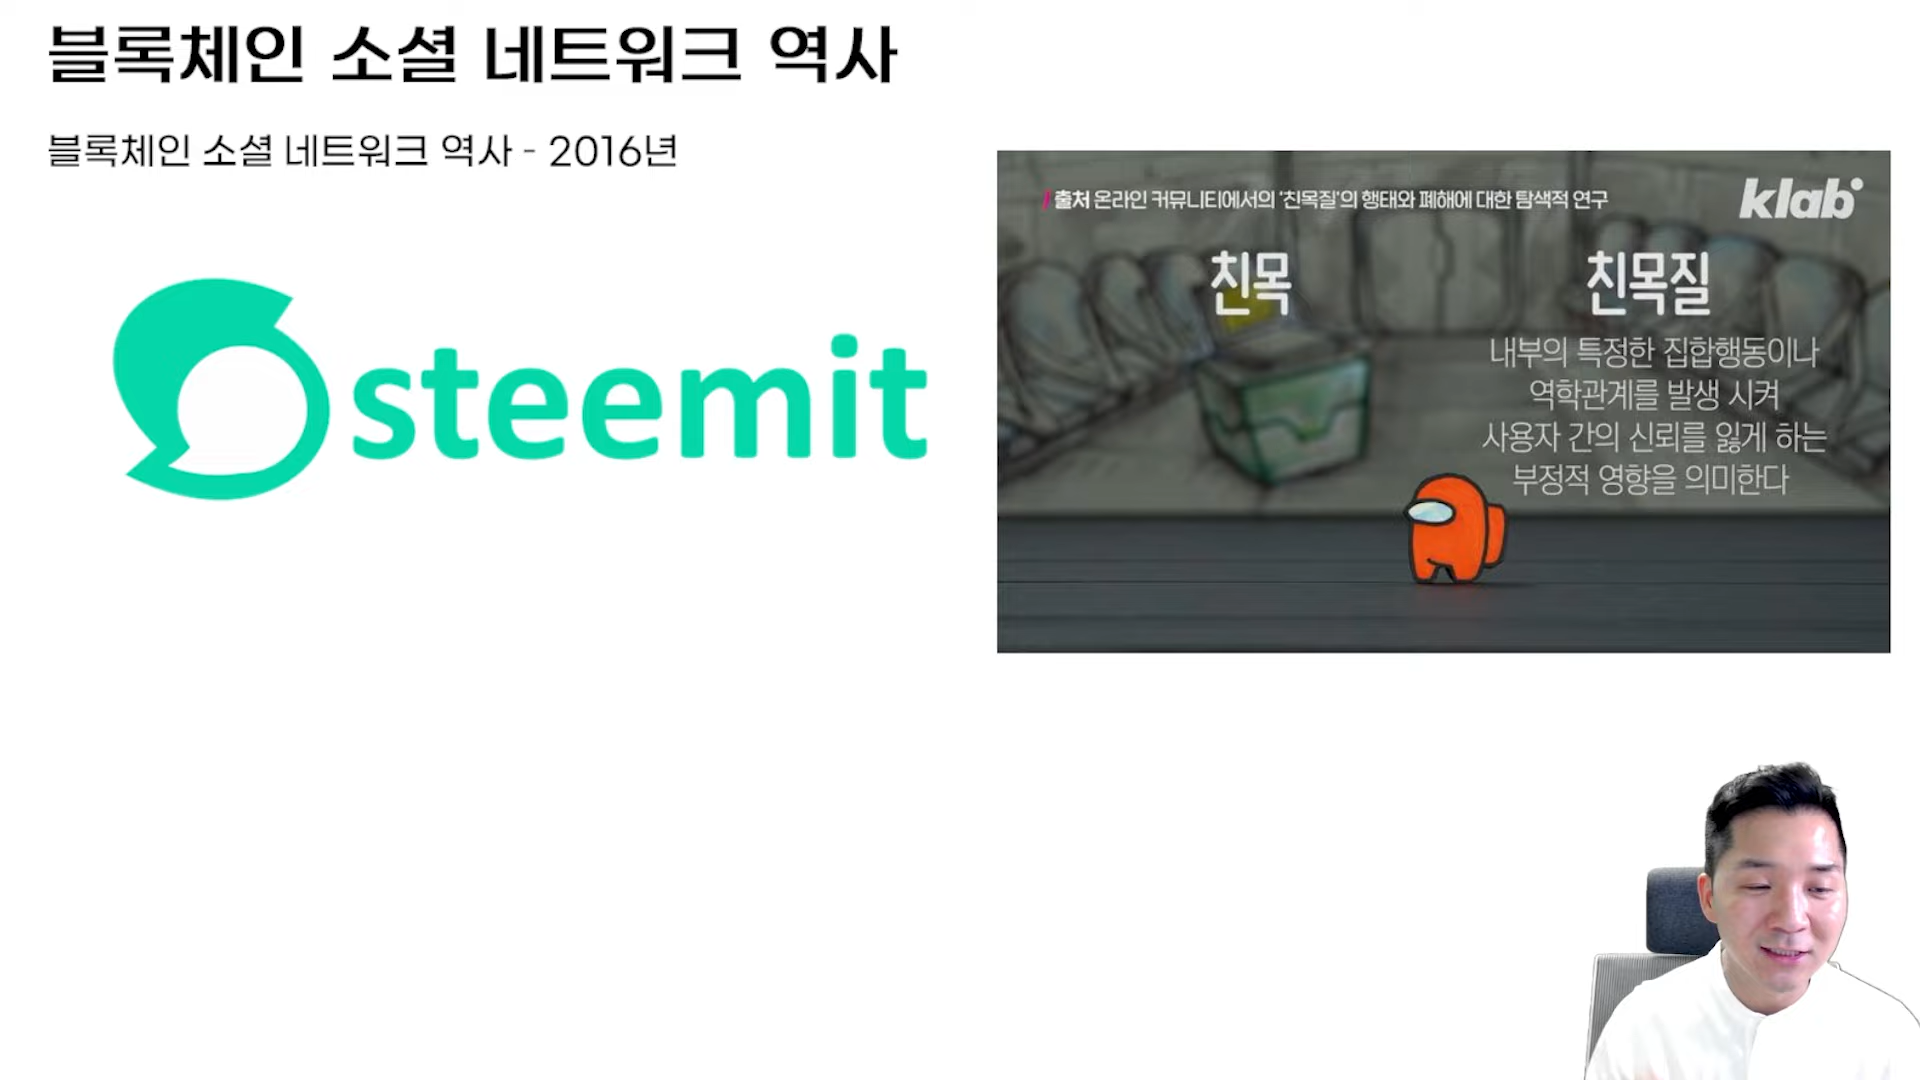 블록체인 소셜 네트워크 역사
블록체인 소셜 네트워크 역사 - 2016년
steemit
/ 출처 온라인 커뮤니티에서의 '친목질'의 행태와 폐해에 대한 탐색적 연구
klab
친목
친목질
내부의 특정한 집합행동이나
역학관계를 발생 시켜
사용자 간의 신뢰를 잃게 하는
부정적 영향을 의미한다